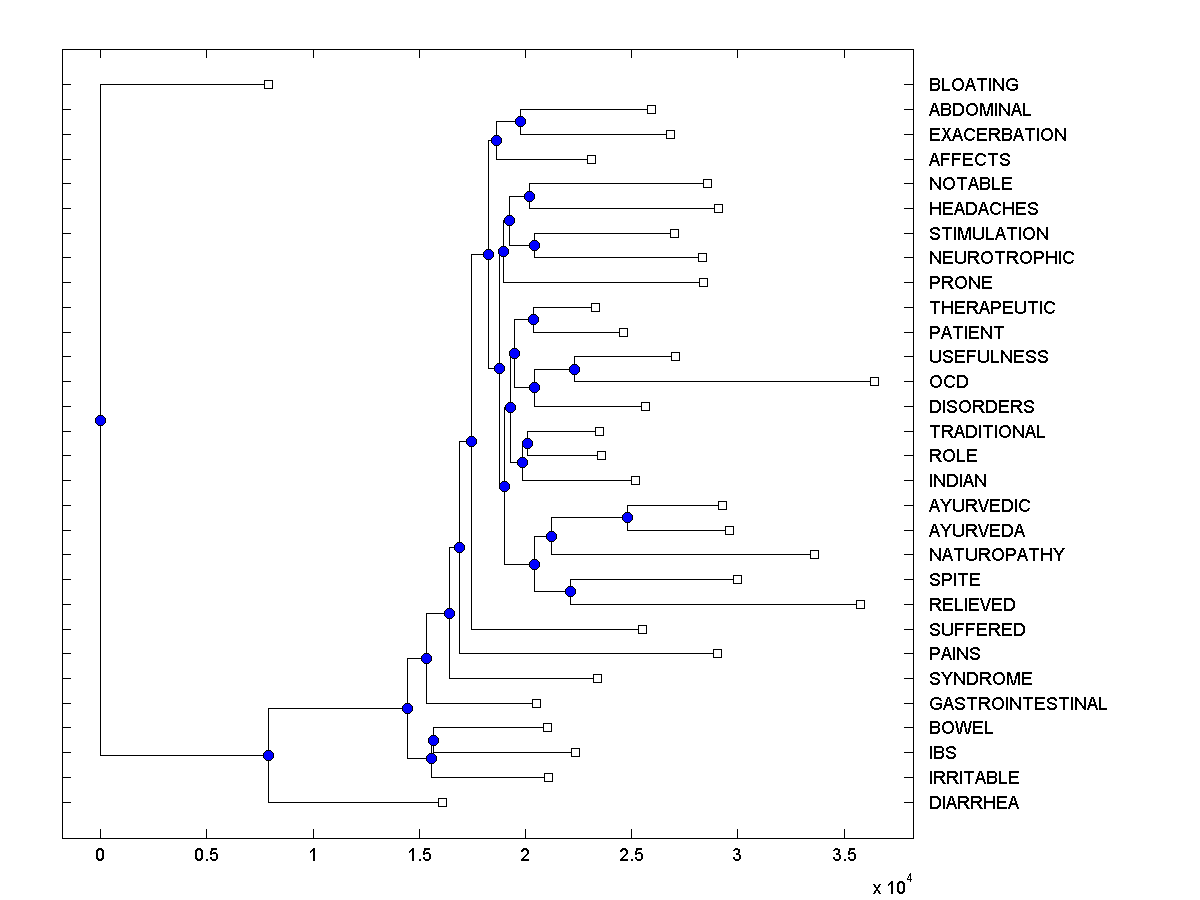 BLOATING
ABDOMINAL
EXACERBATION
AFFECTS
NOTABLE
HEADACHES
STIMULATION
NEUROTROPHIC
PRONE
THERAPEUTIC
PATIENT
USEFULNESS
OCD
DISORDERS
TRADITIONAL
ROLE
INDIAN
AYURVEDIC
AYURVEDA
NATUROPATHY
SPITE
RELIEVED
SUFFERED
PAINS
SYNDROME
GASTROINTESTINAL
BOWEL
IBS
IRRITABLE
DIARRHEA
0 0.5 1 1.5 2 2.5 3 3.5
x 10^4